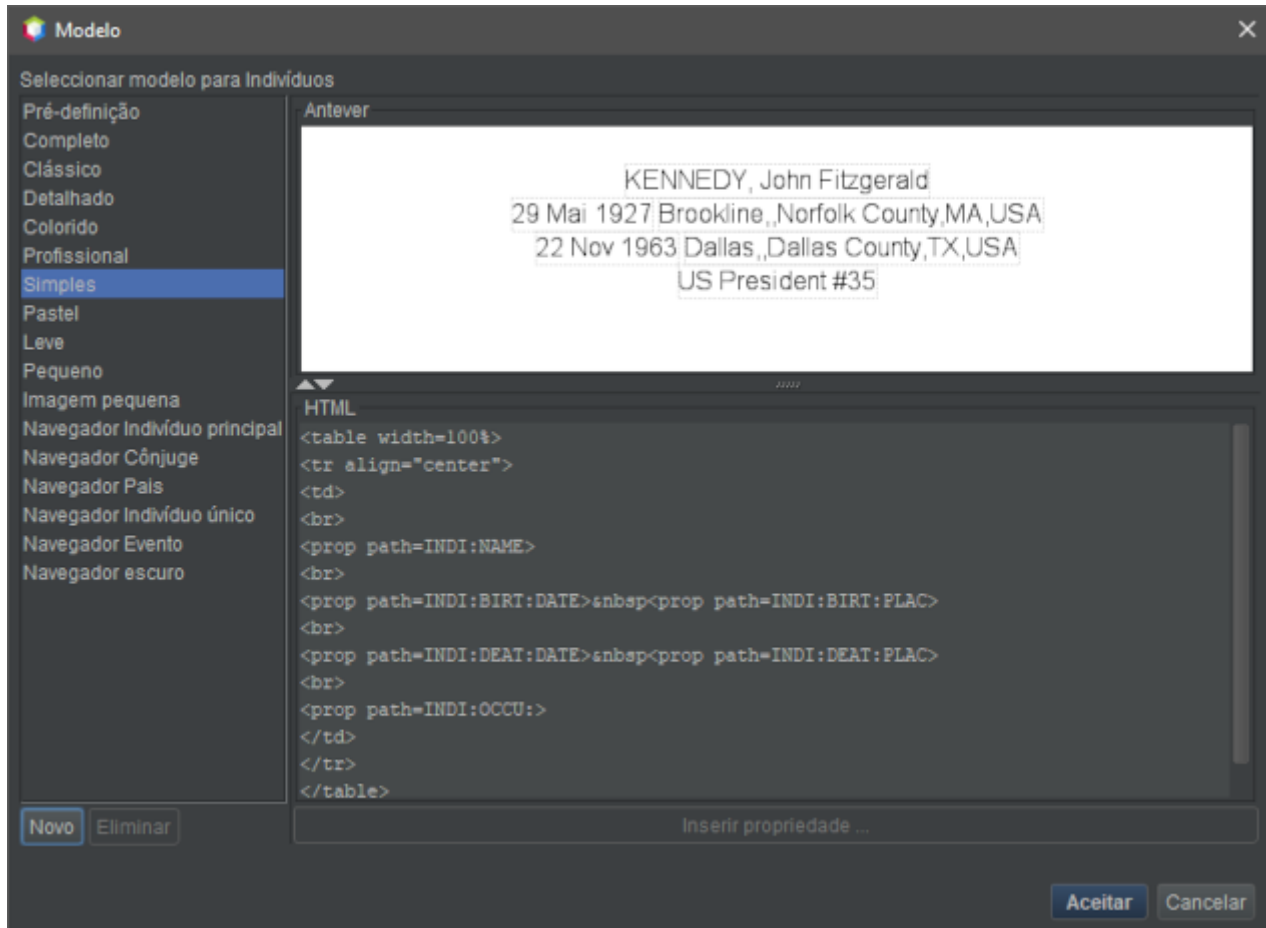 Modelo
Seleccionar modelo para Indivíduos
Pré-definição
Completo
Clássico
Detalhado
Colorido
Profissional
Simples
Pastel
Leve
Pequeno
Imagem pequena
Navegador Indivíduo principal
Navegador Cônjuge
Navegador Pais
Navegador Indivíduo único
Navegador Evento
Navegador escuro
Novo
Eliminar
Antever
KENNEDY, John Fitzgerald
29 Mai 1927 Brookline,,Norfolk County,MA,USA
22 Nov 1963 Dallas,,Dallas County,TX,USA
US President #35
HTML
<table width=100%>
<tr align="center">
<td>
<br>
<prop path=INDI:NAME>
<br>
<prop path=INDI:BIRT:DATE>&nbsp<prop path=INDI:BIRT:PLAC>
<br>
<prop path=INDI:DEAT:DATE>&nbsp<prop path=INDI:DEAT:PLAC>
<br>
<prop path=INDI:OCCU:>
</td>
</tr>
</table>
Inserir propriedade ...
Aceitar
Cancelar